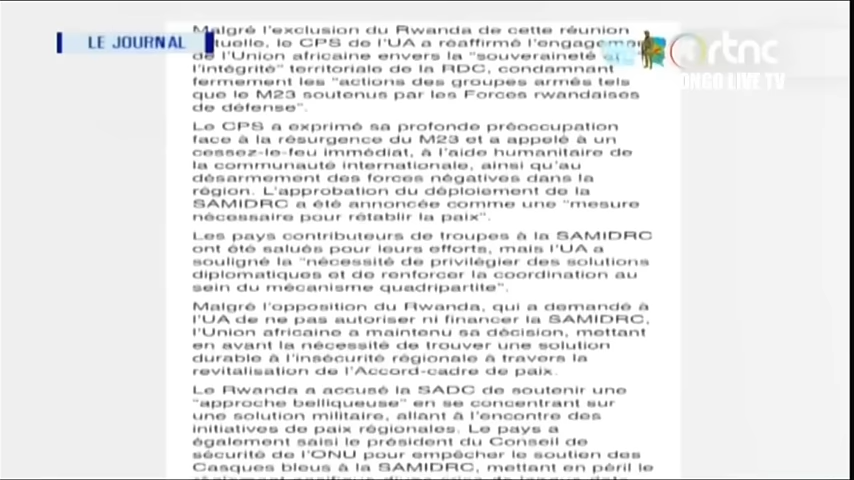 LE JOURNAL
rtnc
ONGO LIVE TV
Malgré l'exclusion du Rwanda de cette réunion
tuelle, le CPS de l'UA a réaffirmé l'engagem
de l'Union africaine envers la "souveraineté
l'intégrité" territoriale de la RDC, condamnant
fermement les "actions des groupes armés tels
que le M23 soutenus par les Forces rwandaises
de défense".
Le CPS a exprimé sa profonde préoccupation
face à la résurgence du M23 et a appelé à un
cessez-le-feu immédiat, à l'aide humanitaire de
la communauté internationale, ainsi qu'au
désarmement des forces négatives dans la
région. L'approbation du déploiement de la
SAMIDRC a été annoncée comme une "mesure
nécessaire pour rétablir la paix".
Les pays contributeurs de troupes à la SAMIDRC
ont été salués pour leurs efforts, mais l'UA a
souligné la "nécessité de privilégier des solutions
diplomatiques et de renforcer la coordination au
sein du mécanisme quadripartite".
Malgré l'opposition du Rwanda, qui a demandé à
l'UA de ne pas autoriser ni financer la SAMIDRC,
l'Union africaine a maintenu sa décision, mettant
en avant la nécessité de trouver une solution
durable à l'insécurité régionale à travers la
revitalisation de l'Accord-cadre de paix.
Le Rwanda a accusé la SADC de soutenir une
"approche belliqueuse" en se concentrant sur
une solution militaire, allant à l'encontre des
initiatives de paix régionales. Le pays a
également saisi le président du Conseil de
sécurité de l'ONU pour empêcher le soutien des
Casques bleus à la SAMIDRC, mettant en péril le